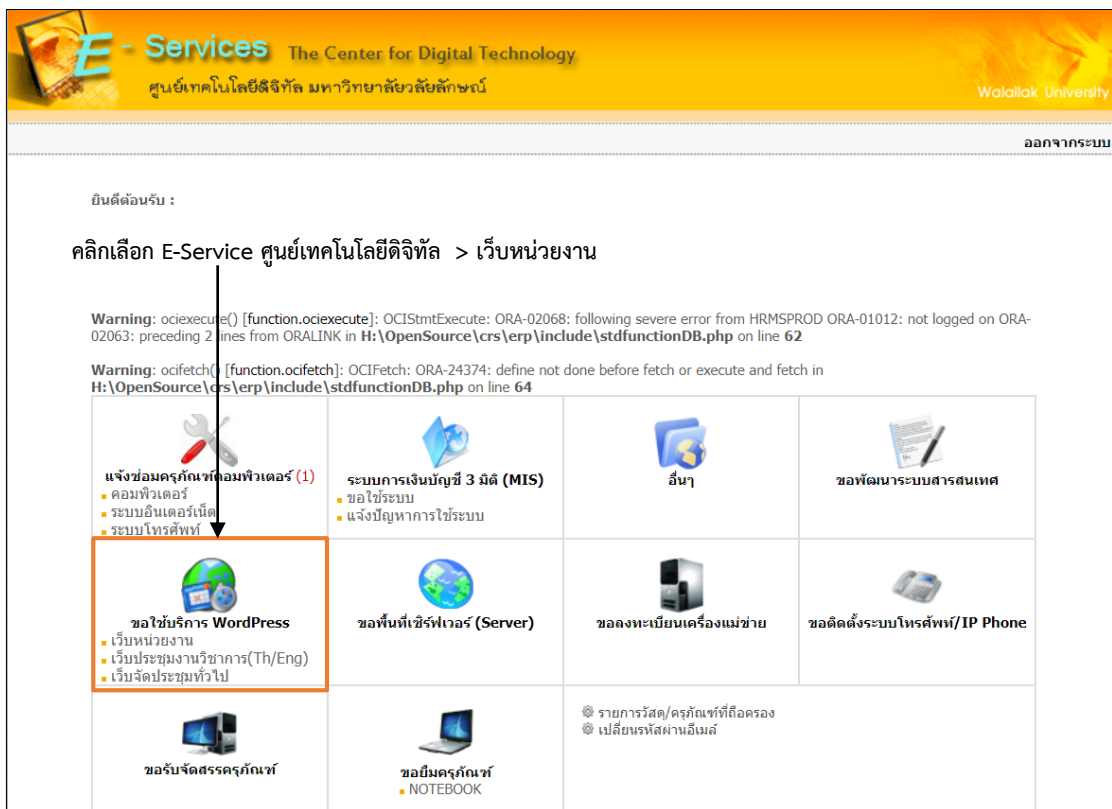 E - Services The Center for Digital Technology
ศูนย์เทคโนโลยีดิจิทัล มหาวิทยาลัยวลัยลักษณ์
Walailak University
ออกจากระบบ
ยินดีต้อนรับ :
คลิกเลือก E-Service ศูนย์เทคโนโลยีดิจิทัล > เว็บหน่วยงาน
Warning: ociexecute() [function.ociexecute]: OCIStmtExecute: ORA-02068: following severe error from HRMSPROD ORA-01012: not logged on ORA-
02063: preceding 2 lines from ORALINK in H:\OpenSource\crs\erp\include\stdfunctionDB.php on line 62
Warning: ocifetch() [function.ocifetch]: OCIFetch: ORA-24374: define not done before fetch or execute and fetch in
H:\OpenSource\crs\erp\include\stdfunctionDB.php on line 64
แจ้งซ่อมครุภัณฑ์คอมพิวเตอร์ (1)
คอมพิวเตอร์
ระบบอินเตอร์เน็ต
ระบบโทรศัพท์
ระบบการเงินบัญชี 3 มิติ (MIS)
ขอใช้ระบบ
แจ้งปัญหาการใช้ระบบ
อื่นๆ
ขอพัฒนาระบบสารสนเทศ
ขอใช้บริการ WordPress
เว็บหน่วยงาน
เว็บประชุมงานวิชาการ(Th/Eng)
เว็บจัดประชุมทั่วไป
ขอพื้นที่เซิร์ฟเวอร์ (Server)
ขอลงทะเบียนเครื่องแม่ข่าย
ขอติดตั้งระบบโทรศัพท์/IP Phone
ขอรับจัดสรรครุภัณฑ์
ขอยืมครุภัณฑ์
NOTEBOOK
รายการวัสดุ/ครุภัณฑ์ที่ถือครอง
เปลี่ยนรหัสผ่านอีเมล์